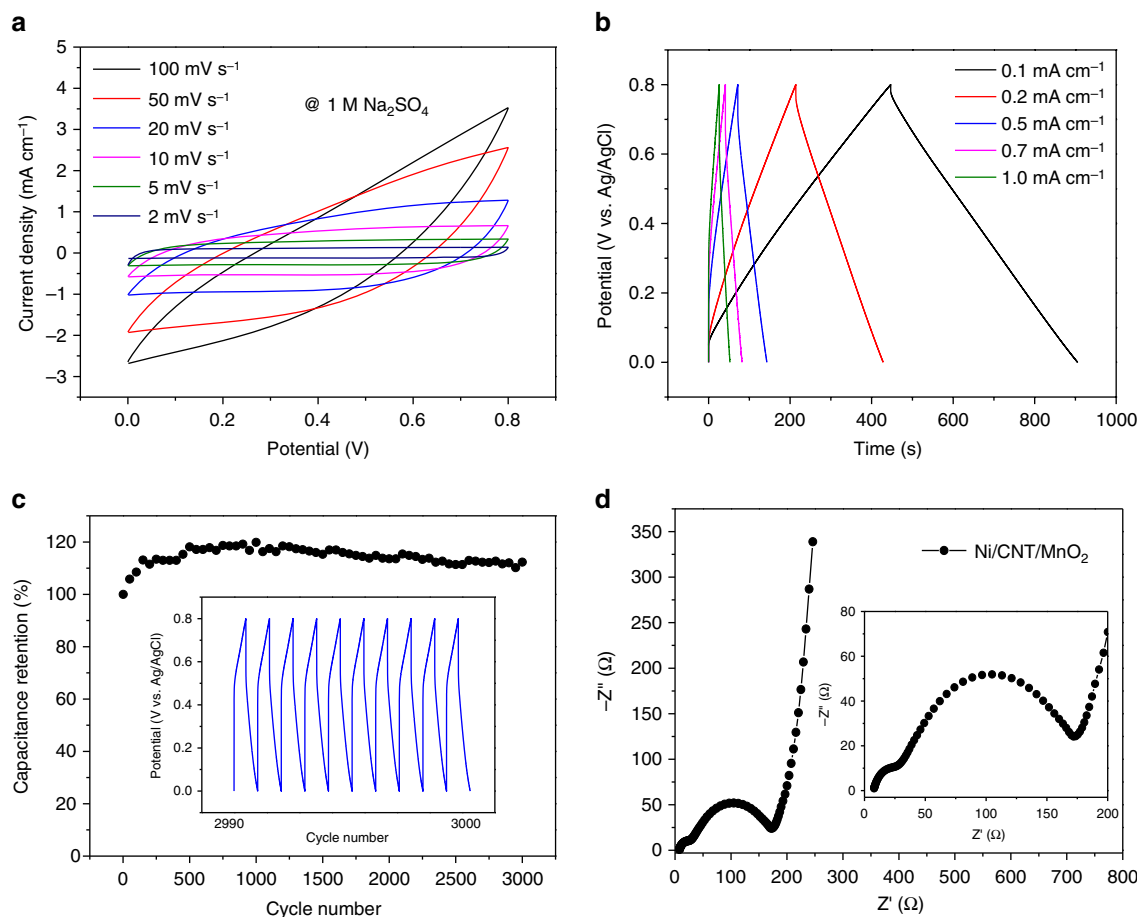 a
5
4
3
2
1
0
–1
–2
–3
Current density (mA cm⁻¹)
100 mV s⁻¹
50 mV s⁻¹
20 mV s⁻¹
10 mV s⁻¹
5 mV s⁻¹
2 mV s⁻¹
@ 1 M Na₂SO₄
0.0 0.2 0.4 0.6 0.8
Potential (V)
b
0.8
0.4
0.0
Potential (V vs. Ag/AgCl)
0.1 mA cm⁻¹
0.2 mA cm⁻¹
0.5 mA cm⁻¹
0.7 mA cm⁻¹
1.0 mA cm⁻¹
0 200 400 600 800 1000
Time (s)
c
120
100
80
60
40
20
0
Capacitance retention (%)
0.8
0.6
0.4
0.2
0.0
Potential (V vs. Ag/AgCl)
2990 3000
Cycle number
0 500 1000 1500 2000 2500 3000
Cycle number
d
350
300
250
200
150
100
50
0
–Z'' (Ω)
Ni/CNT/MnO₂
80
60
40
20
0
–Z'' (Ω)
0 50 100 150 200
Z' (Ω)
0 100 200 300 400 500 600 700 800
Z' (Ω)